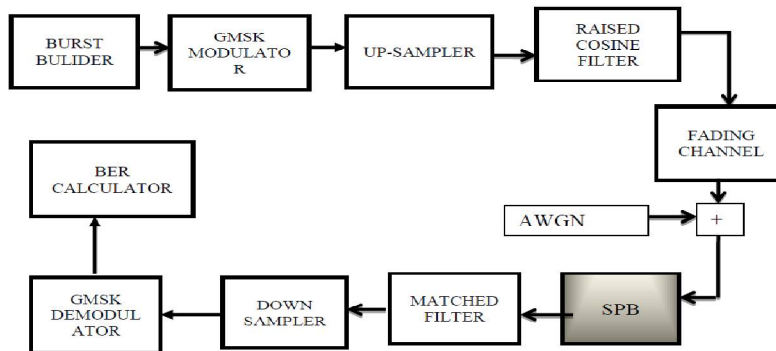 BURST
BULIDER
GMSK
MODULATO
R
UP-SAMPLER
RAISED
COSINE
FILTER
FADING
CHANNEL
AWGN
+
SPB
MATCHED
FILTER
DOWN
SAMPLER
GMSK
DEMODUL
ATOR
BER
CALCULATOR